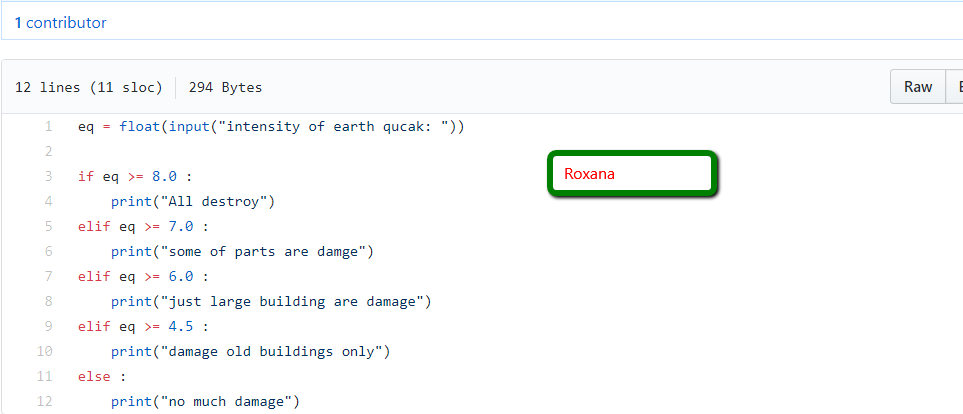 1 contributor
12 lines (11 sloc) 294 Bytes Raw
1 eq = float(input("intensity of earth qucak: "))
2
3 if eq >= 8.0 :
Roxana
4     print("All destroy")
5 elif eq >= 7.0 :
6     print("some of parts are damge")
7 elif eq >= 6.0 :
8     print("just large building are damage")
9 elif eq >= 4.5 :
10     print("damage old buildings only")
11 else :
12     print("no much damage")